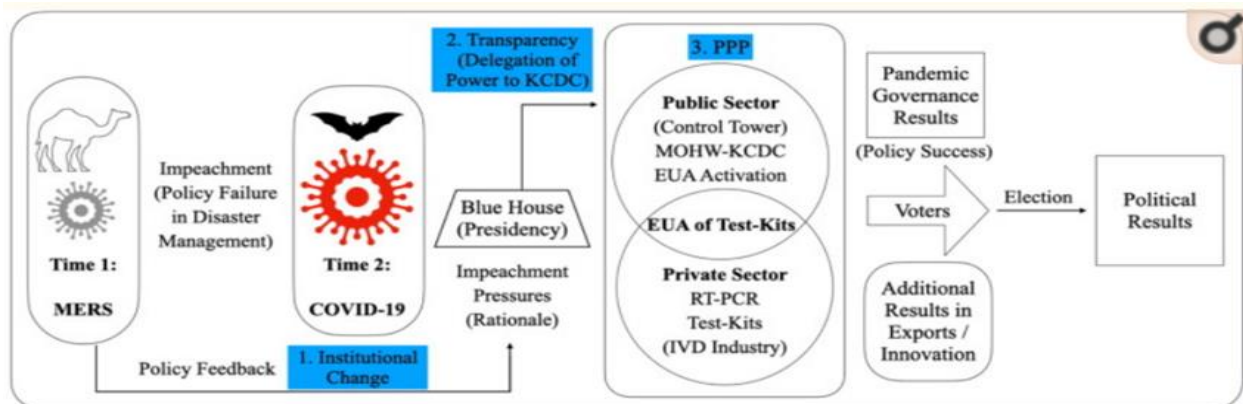 Time 1:
MERS
Impeachment
(Policy Failure
in Disaster
Management)
Time 2:
COVID-19
Policy Feedback
1. Institutional
Change
2. Transparency
(Delegation of
Power to KCDC)
Blue House
(Presidency)
Impeachment
Pressures
(Rationale)
3. PPP
Public Sector
(Control Tower)
MOHW-KCDC
EUA Activation
EUA of Test-Kits
Private Sector
RT-PCR
Test-Kits
(IVD Industry)
Pandemic
Governance
Results
(Policy Success)
Voters
Additional
Results in
Exports /
Innovation
Election
Political
Results